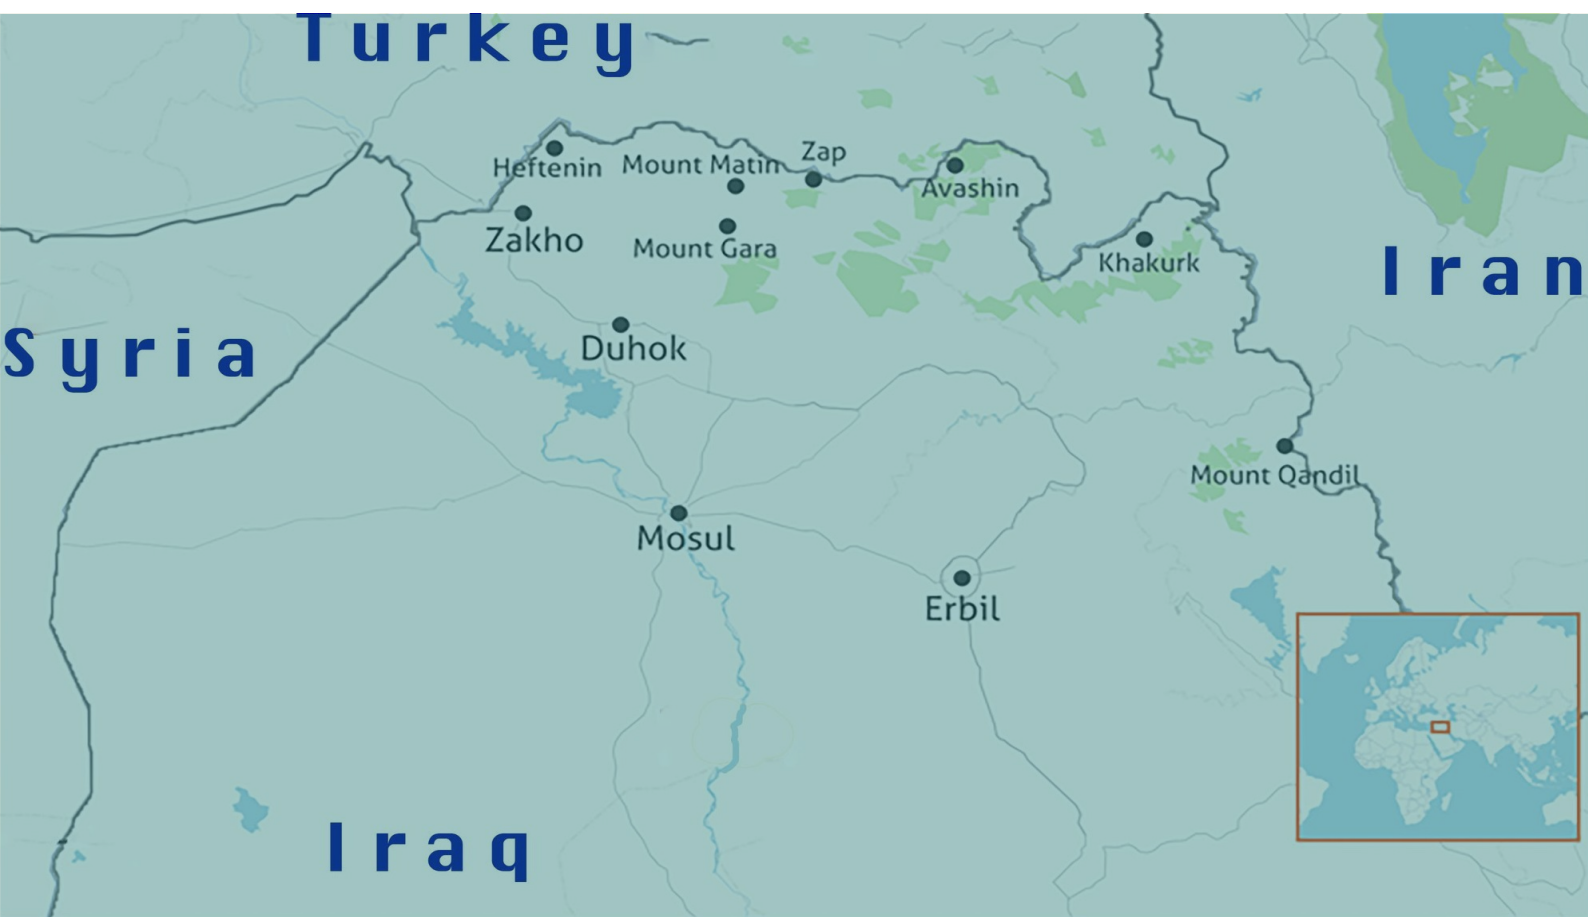 Turkey
Zap
Heftenin
Mount Matin
Avashin
Zakho
Mount Gara
Khakurk
Iran
Syria
Duhok
Mount Qandil
Mosul
Erbil
Iraq